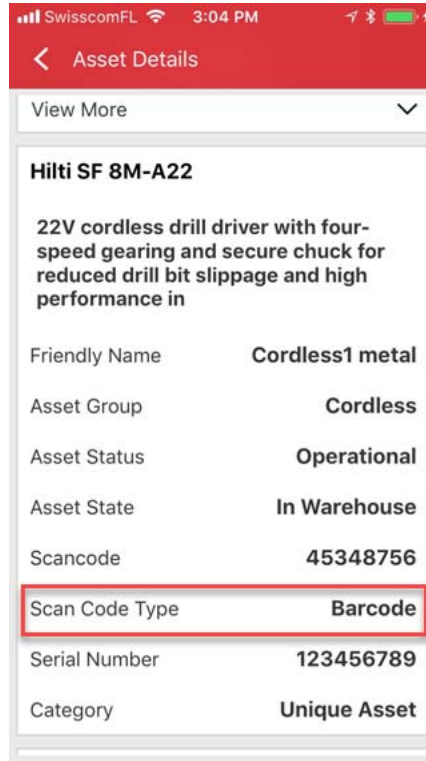 SwisscomFL 3:04 PM
Asset Details
View More
Hilti SF 8M-A22
22V cordless drill driver with four-
speed gearing and secure chuck for
reduced drill bit slippage and high
performance in
Friendly Name Cordless1 metal
Asset Group Cordless
Asset Status Operational
Asset State In Warehouse
Scancode 45348756
Scan Code Type Barcode
Serial Number 123456789
Category Unique Asset